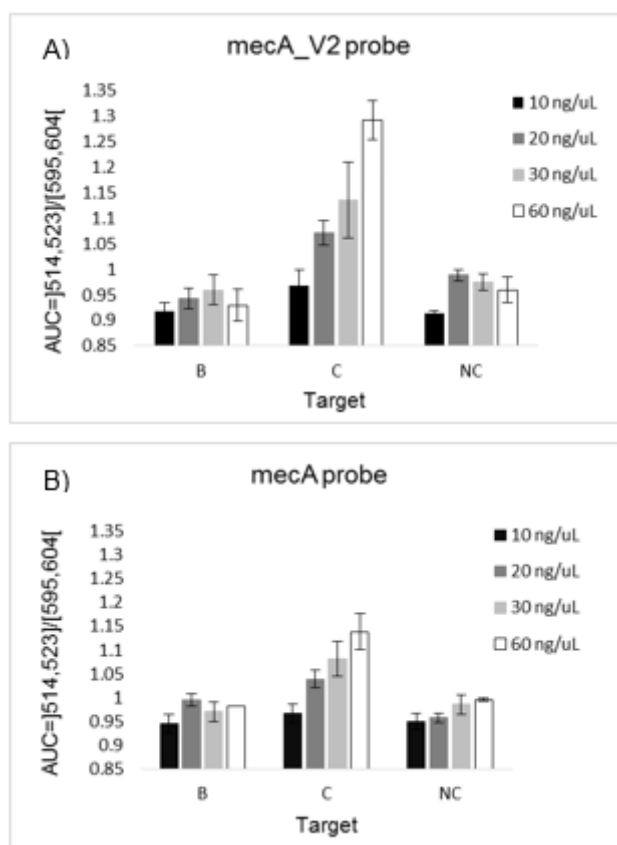 A)
mecA_V2 probe
AUC=]514,523]/[595,604[
1.35
1.3
1.25
1.2
1.15
1.1
1.05
1
0.95
0.9
0.85
10 ng/uL
20 ng/uL
30 ng/uL
60 ng/uL
B
C
NC
Target
B)
mecA probe
AUC=]514,523]/[595,604[
1.35
1.3
1.25
1.2
1.15
1.1
1.05
1
0.95
0.9
0.85
10 ng/uL
20 ng/uL
30 ng/uL
60 ng/uL
B
C
NC
Target